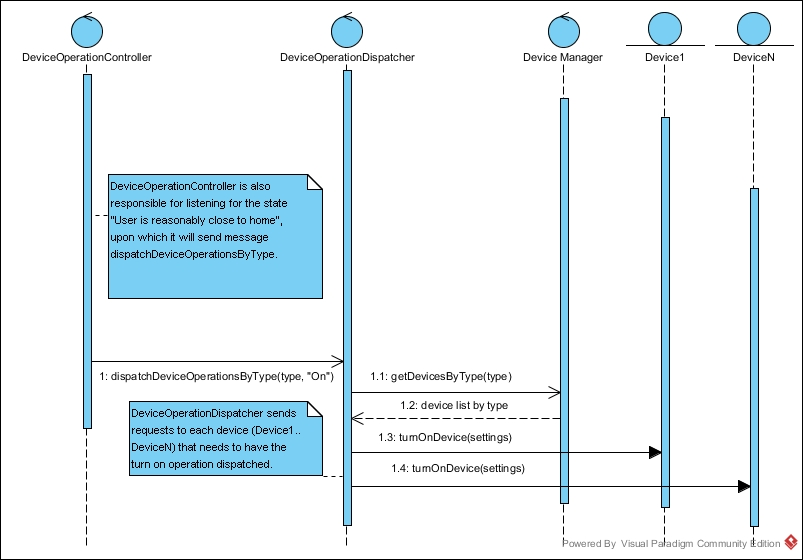 DeviceOperationController
DeviceOperationDispatcher
Device Manager
Device1
DeviceN
DeviceOperationController is also
responsible for listening for the state
"User is reasonably close to home",
upon which it will send message
dispatchDeviceOperationsByType.
1: dispatchDeviceOperationsByType(type, "On")
1.1: getDevicesByType(type)
1.2: device list by type
DeviceOperationDispatcher sends
requests to each device (Device1..
DeviceN) that needs to have the
turn on operation dispatched.
1.3: turnOnDevice(settings)
1.4: turnOnDevice(settings)
Powered By Visual Paradigm Community Edition